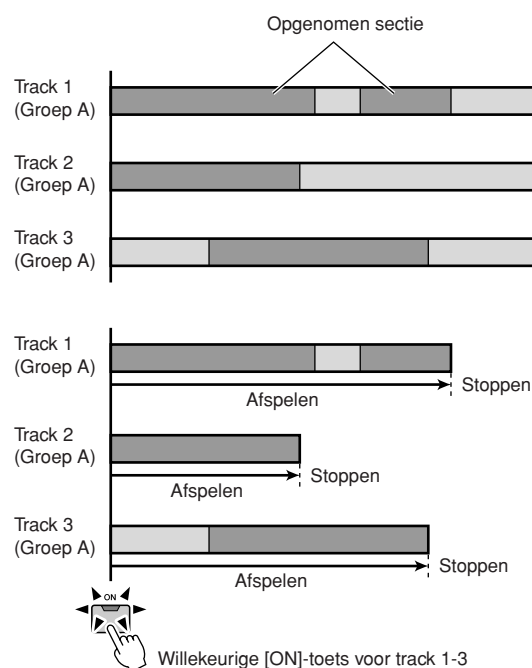 Opgenomen sectie
Track 1
(Groep A)
Track 2
(Groep A)
Track 3
(Groep A)
Track 1
(Groep A)
Afspelen
Stoppen
Track 2
(Groep A)
Afspelen
Stoppen
Track 3
(Groep A)
Afspelen
Stoppen
ON
Willekeurige [ON]-toets voor track 1-3